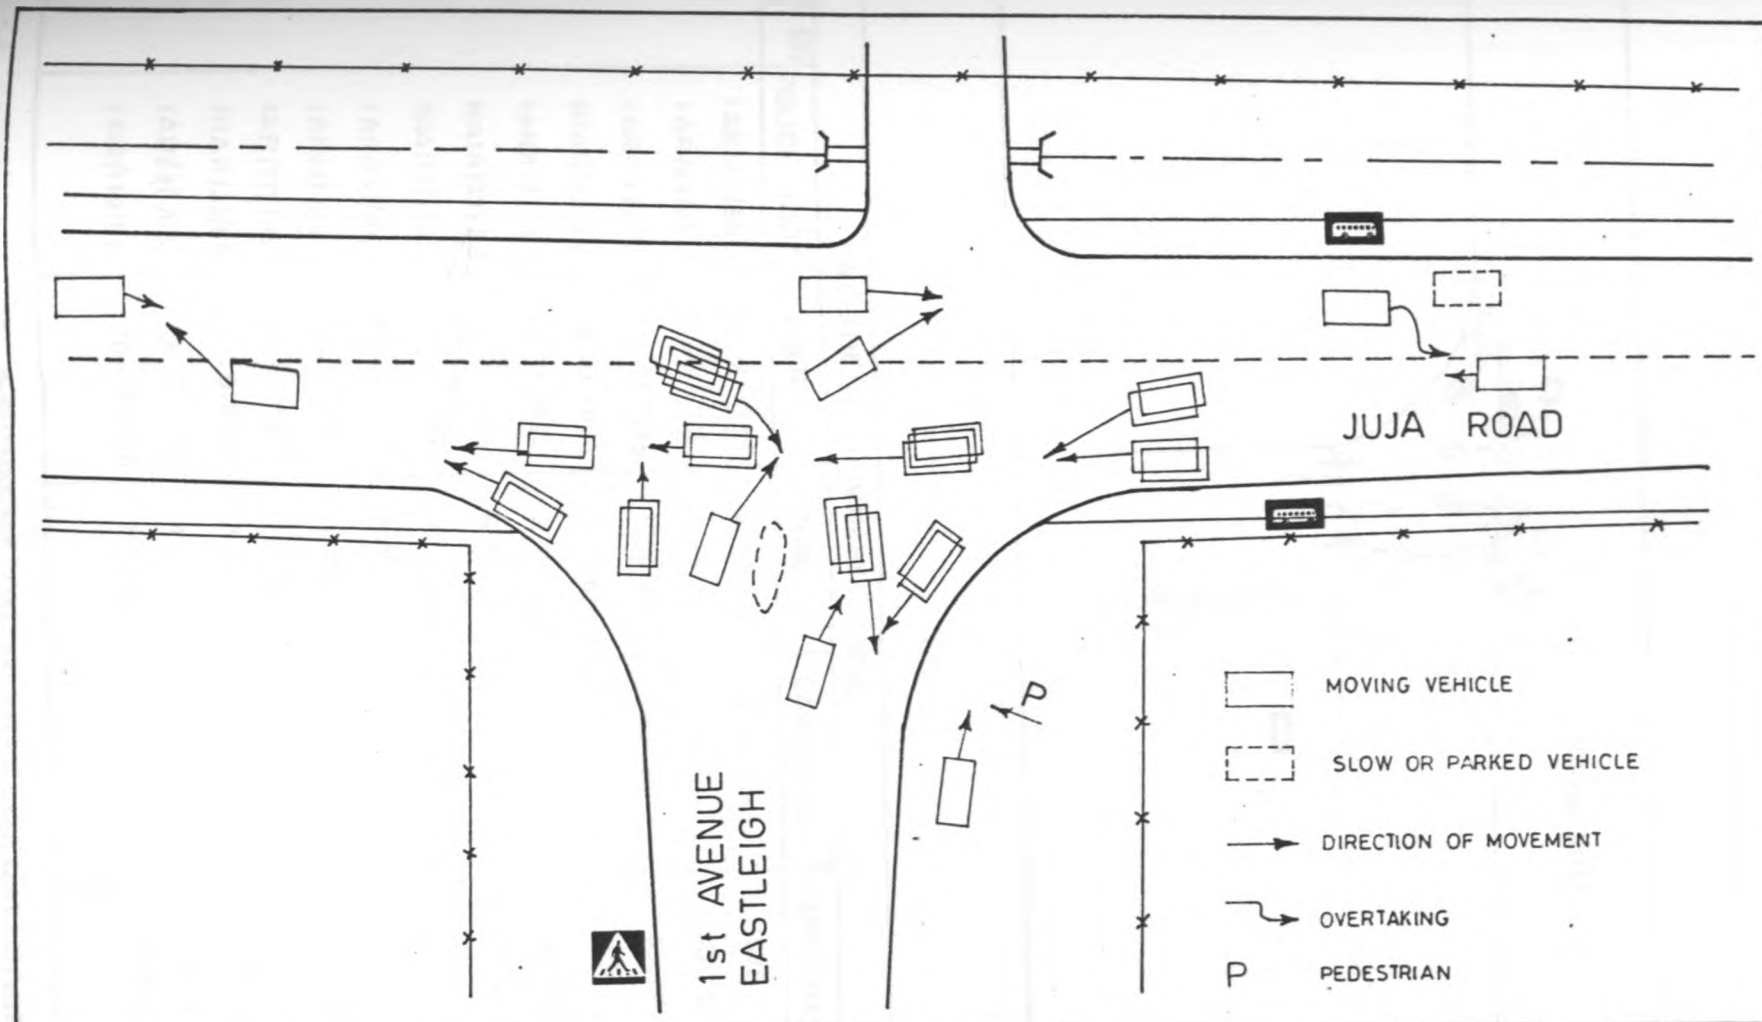 JUJA ROAD
P
MOVING VEHICLE
SLOW OR PARKED VEHICLE
1st AVENUE
EASTLEIGH
DIRECTION OF MOVEMENT
OVERTAKING
P PEDESTRIAN